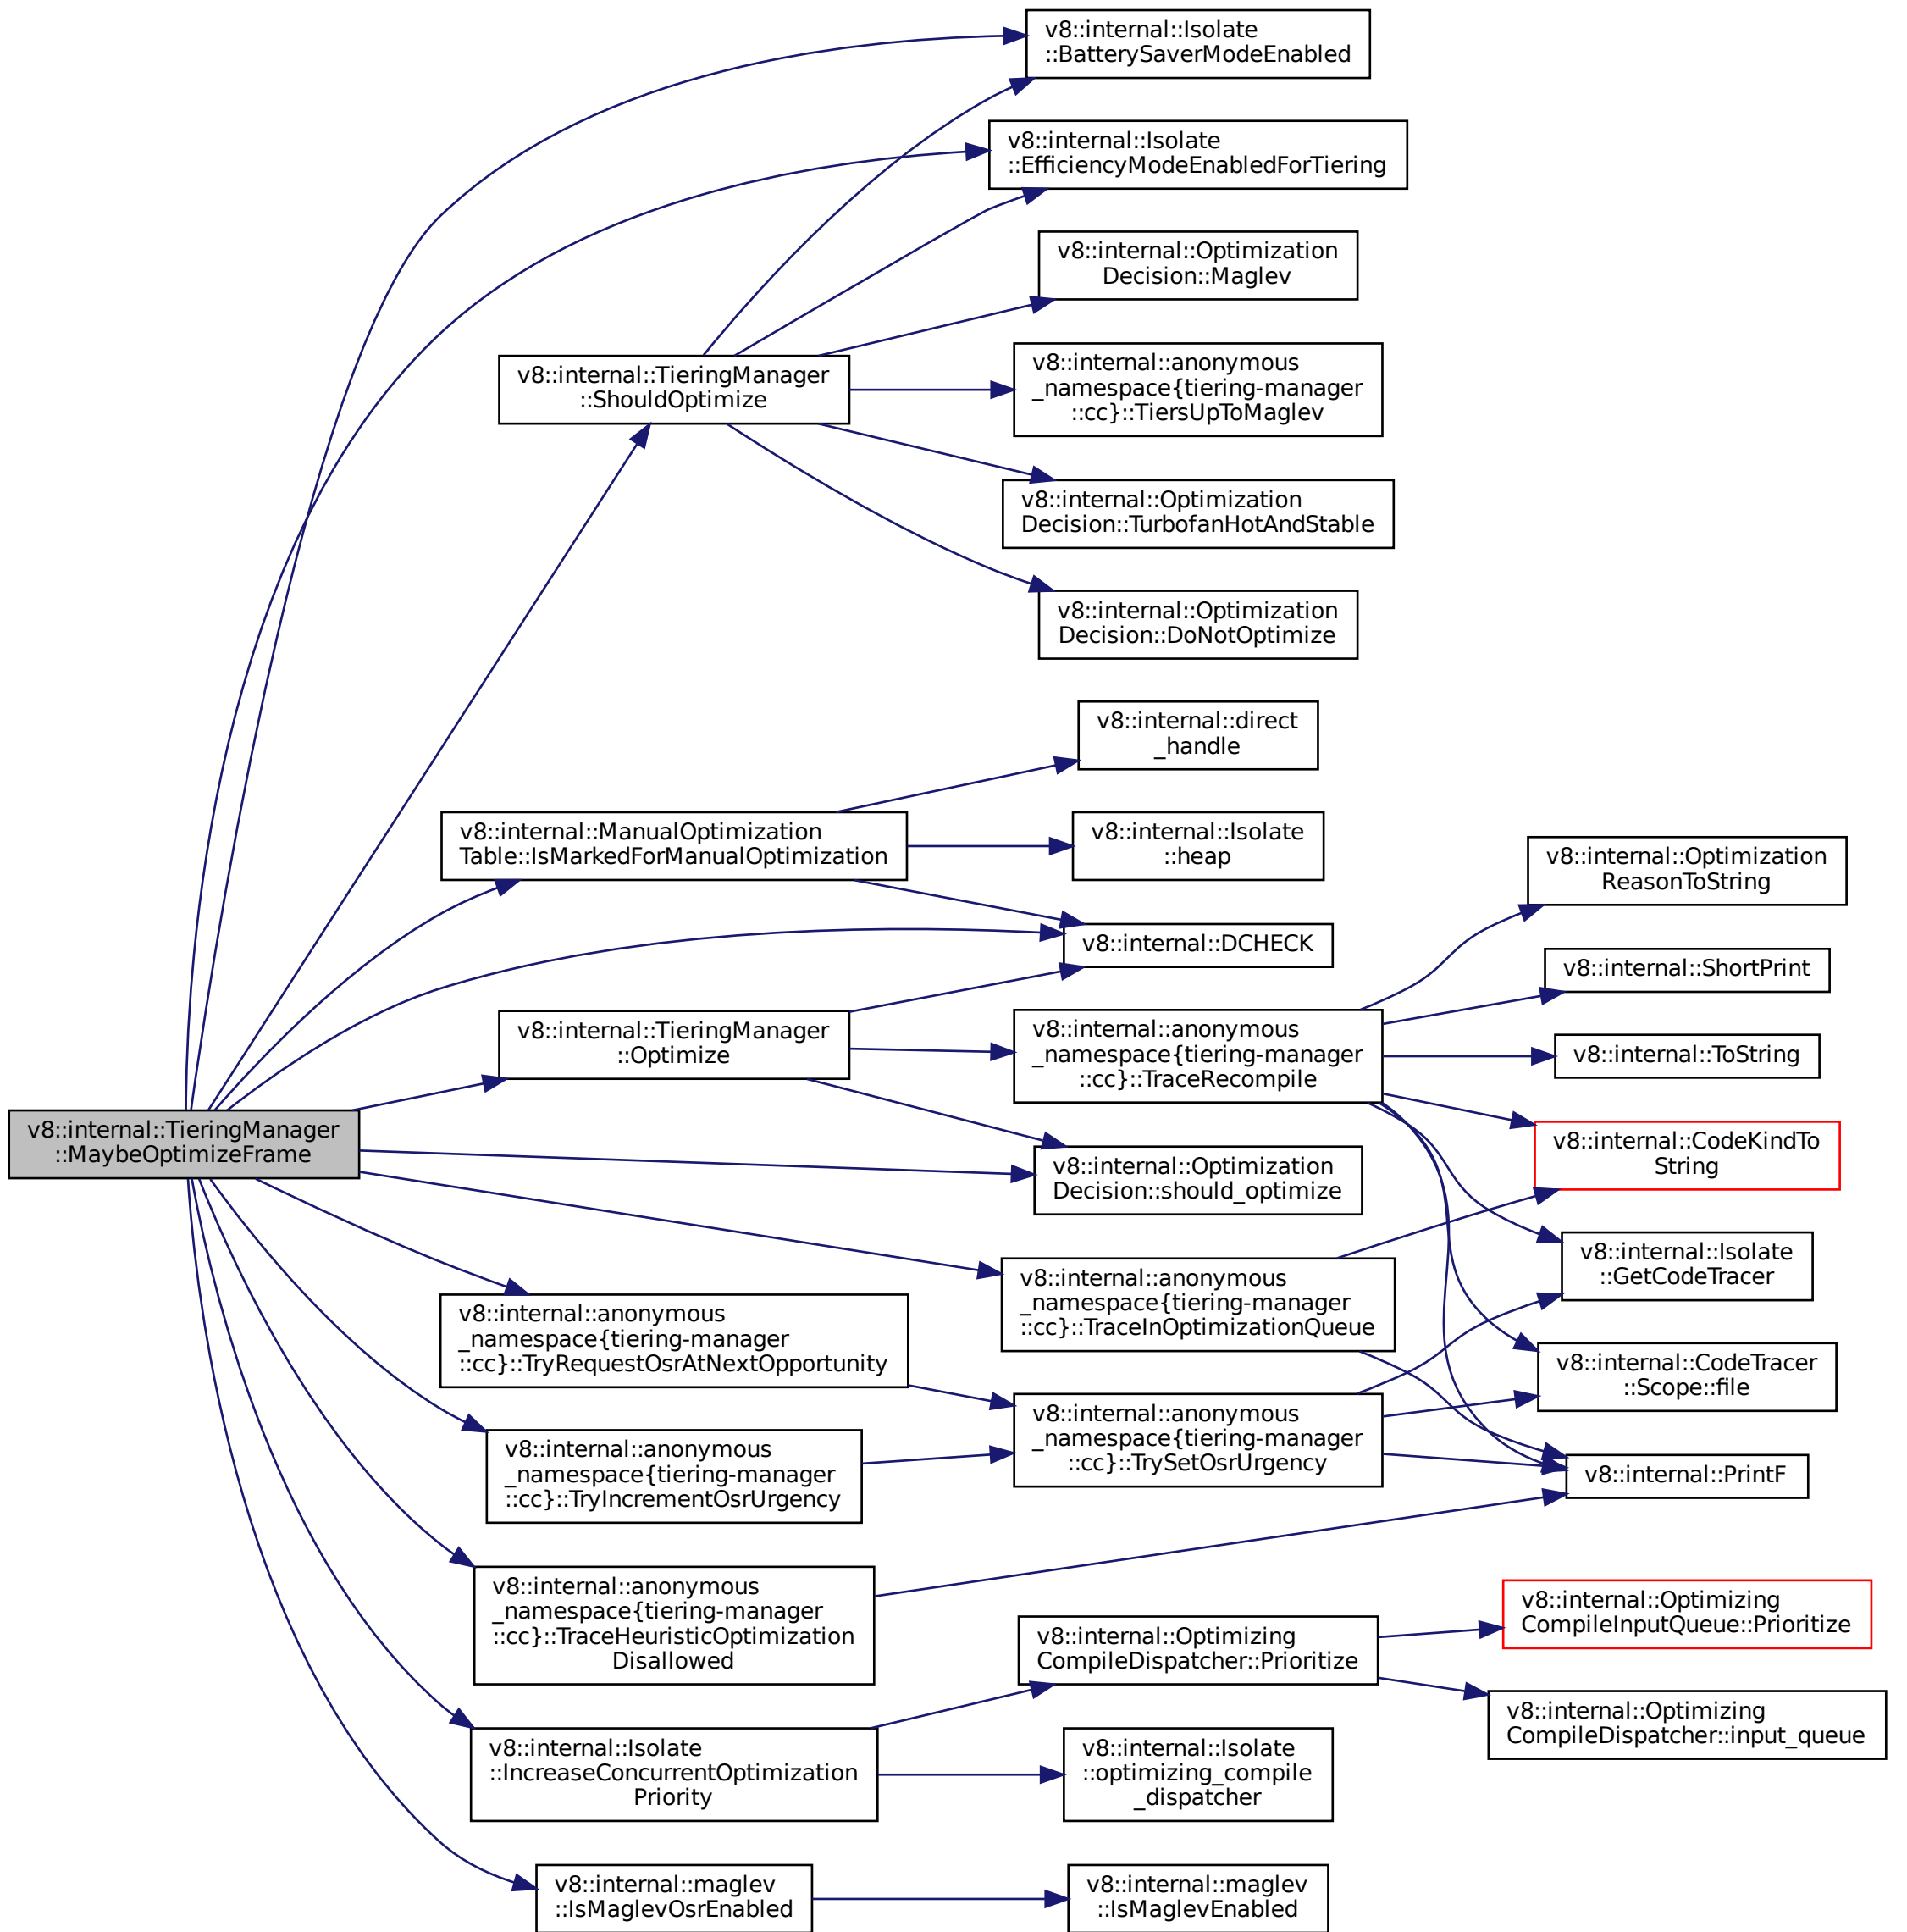 v8::internal::TieringManager
::MaybeOptimizeFrame
v8::internal::Isolate
::BatterySaverModeEnabled
v8::internal::Isolate
::EfficiencyModeEnabledForTiering
v8::internal::TieringManager
::ShouldOptimize
v8::internal::Optimization
Decision::Maglev
v8::internal::anonymous
_namespace{tiering-manager
::cc}::TiersUpToMaglev
v8::internal::Optimization
Decision::TurbofanHotAndStable
v8::internal::Optimization
Decision::DoNotOptimize
v8::internal::ManualOptimization
Table::IsMarkedForManualOptimization
v8::internal::direct
_handle
v8::internal::Isolate
::heap
v8::internal::DCHECK
v8::internal::TieringManager
::Optimize
v8::internal::anonymous
_namespace{tiering-manager
::cc}::TraceRecompile
v8::internal::Optimization
Decision::should_optimize
v8::internal::Optimization
ReasonToString
v8::internal::ShortPrint
v8::internal::ToString
v8::internal::CodeKindTo
String
v8::internal::Isolate
::GetCodeTracer
v8::internal::CodeTracer
::Scope::file
v8::internal::PrintF
v8::internal::anonymous
_namespace{tiering-manager
::cc}::TraceInOptimizationQueue
v8::internal::anonymous
_namespace{tiering-manager
::cc}::TryRequestOsrAtNextOpportunity
v8::internal::anonymous
_namespace{tiering-manager
::cc}::TrySetOsrUrgency
v8::internal::anonymous
_namespace{tiering-manager
::cc}::TryIncrementOsrUrgency
v8::internal::anonymous
_namespace{tiering-manager
::cc}::TraceHeuristicOptimization
Disallowed
v8::internal::Isolate
::IncreaseConcurrentOptimization
Priority
v8::internal::Optimizing
CompileDispatcher::Prioritize
v8::internal::Optimizing
CompileInputQueue::Prioritize
v8::internal::Optimizing
CompileDispatcher::input_queue
v8::internal::Isolate
::optimizing_compile
_dispatcher
v8::internal::maglev
::IsMaglevOsrEnabled
v8::internal::maglev
::IsMaglevEnabled